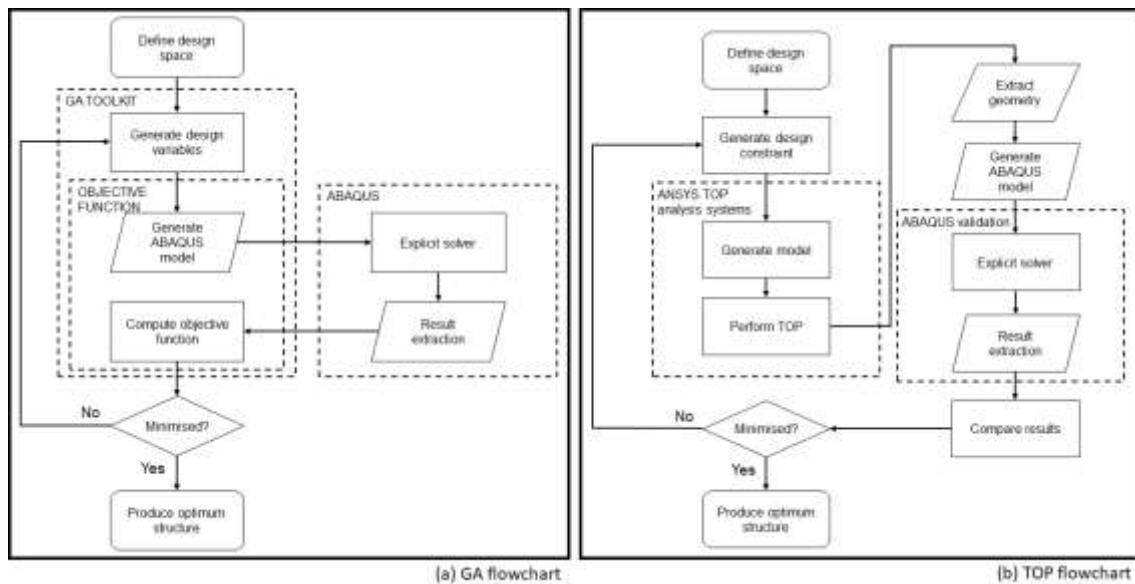 Define design
space
GA TOOLKIT
Generate design
variables
OBJECTIVE
FUNCTION
Generate
ABAQUS
model
ABAQUS
Explicit solver
Compute objective
function
Result
extraction
No
Minimised?
Yes
Produce optimum
structure
(a) GA flowchart
Define design
space
Generate design
constraint
ANSYS TOP
analysis systems
Generate model
Perform TOP
Extract
geometry
Generate
ABAQUS
model
ABAQUS validation
Explicit solver
Result
extraction
Compare results
No
Minimised?
Yes
Produce optimum
structure
(b) TOP flowchart